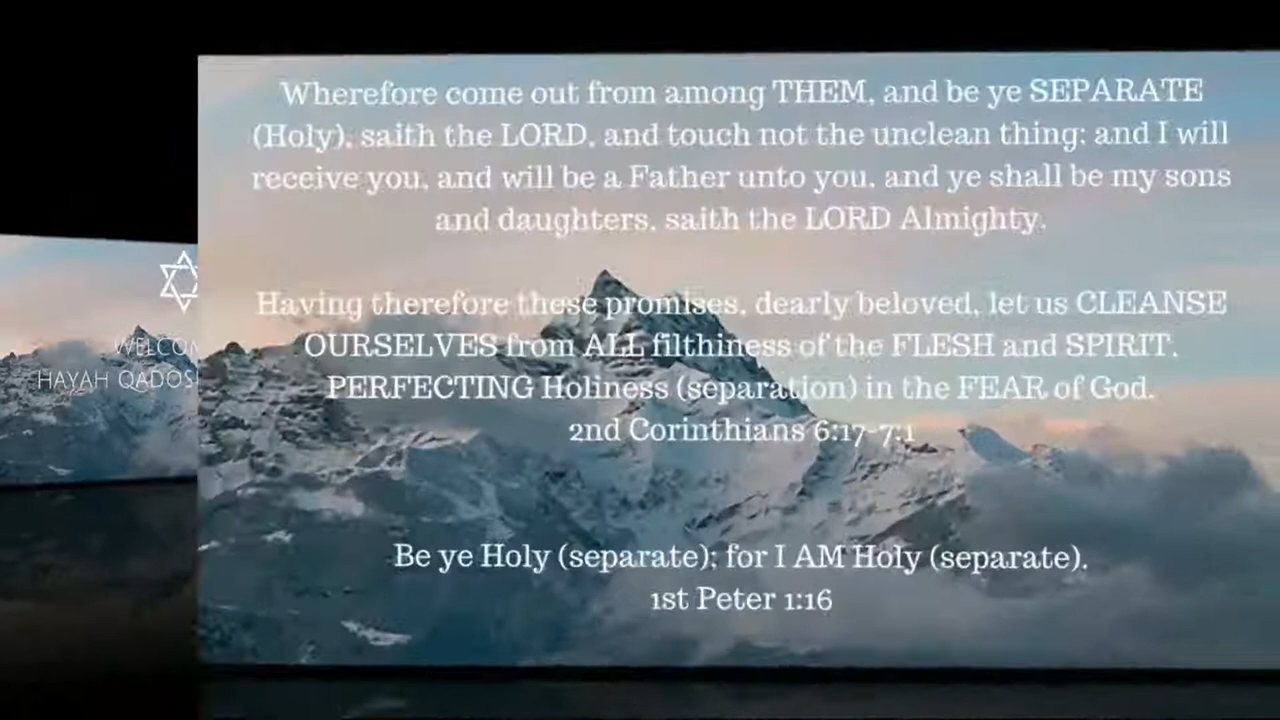 Wherefore come out from among THEM, and be ye SEPARATE
(Holy), saith the LORD, and touch not the unclean thing; and I will
receive you, and will be a Father unto you, and ye shall be my sons
and daughters, saith the LORD Almighty.
Having therefore these promises, dearly beloved, let us CLEANSE
OURSELVES from ALL filthiness of the FLESH and SPIRIT,
PERFECTING Holiness (separation) in the FEAR of God.
2nd Corinthians 6:17-7:1
Be ye Holy (separate); for I AM Holy (separate).
1st Peter 1:16
HAYAH